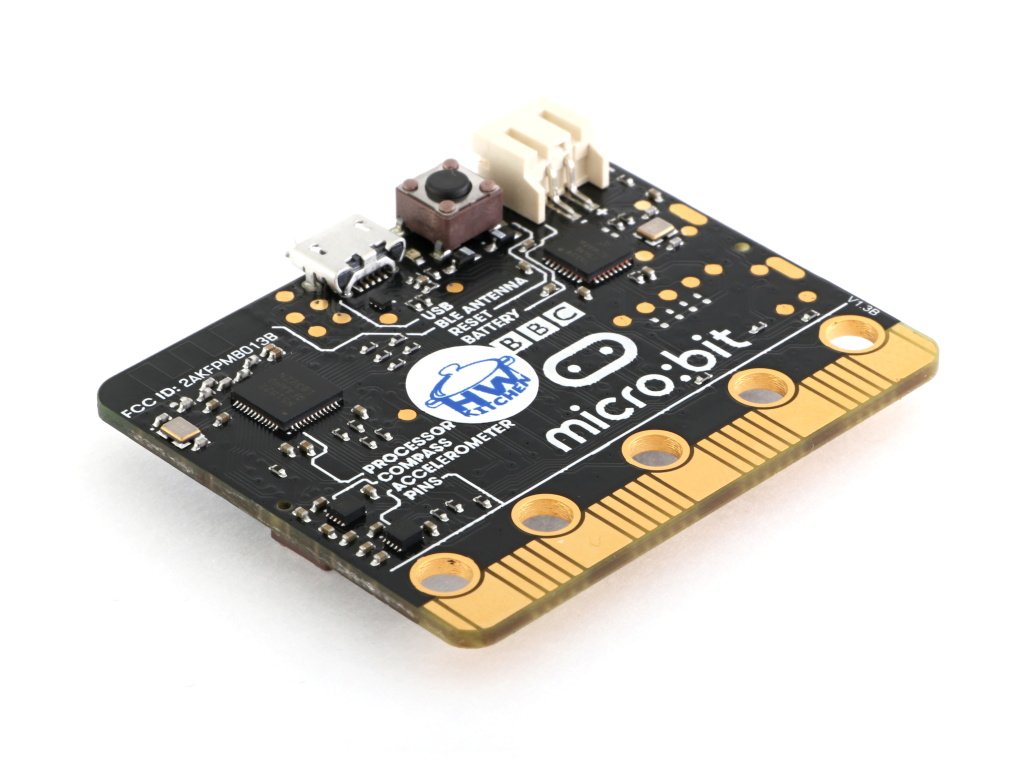 USB
BLE ANTENNA
RESET
BATTERY
BBC
micro:bit
HW
KITCHEN
PROCESSOR
COMPASS
ACCELEROMETER
PINS
FCC ID: 2AKFPMB013B
V1.3B
+